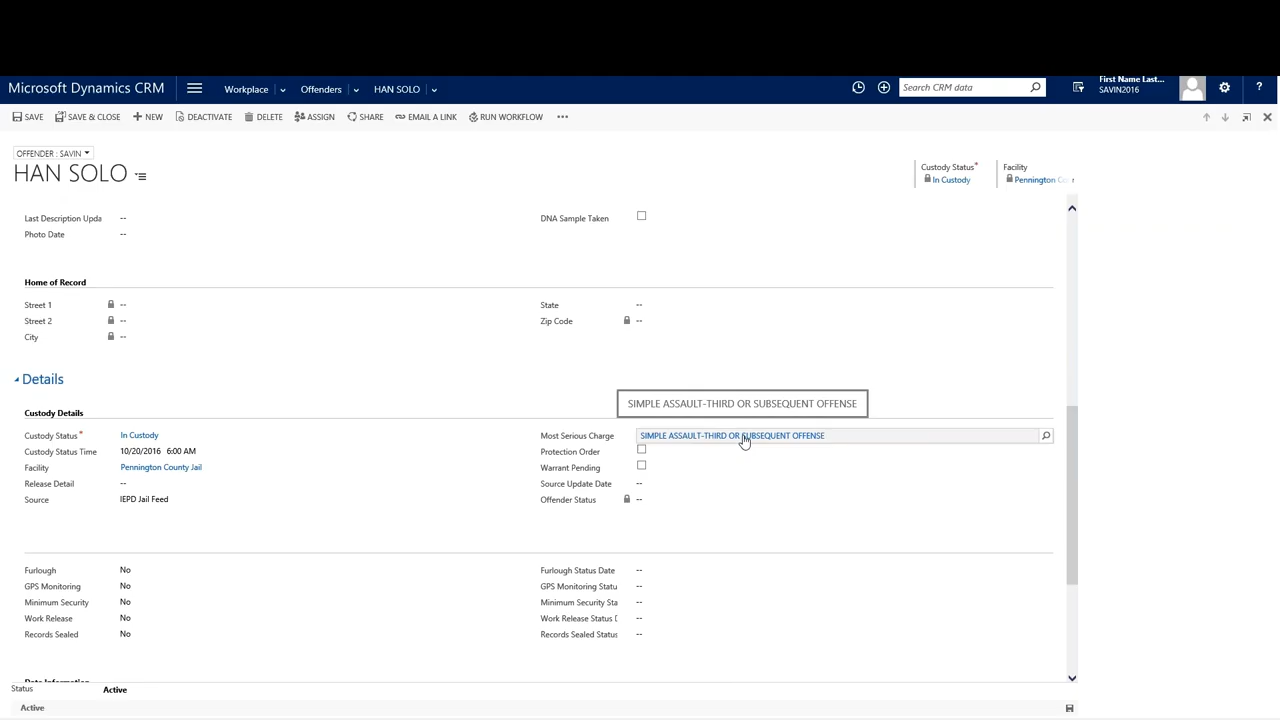 Microsoft Dynamics CRM Workplace Offenders HAN SOLO Search CRM data First Name Last... SAVIN2016 ?
SAVE SAVE & CLOSE NEW DEACTIVATE DELETE ASSIGN SHARE EMAIL A LINK RUN WORKFLOW •••
OFFENDER : SAVIN
HAN SOLO
Custody Status* Facility
In Custody Pennington
Last Description Upda -- DNA Sample Taken
Photo Date --
Home of Record
Street 1 -- State --
Street 2 -- Zip Code --
City --
Details
SIMPLE ASSAULT-THIRD OR SUBSEQUENT OFFENSE
Custody Details
Custody Status* In Custody Most Serious Charge SIMPLE ASSAULT-THIRD OR SUBSEQUENT OFFENSE
Custody Status Time 10/20/2016 6:00 AM Protection Order
Facility Pennington County Jail Warrant Pending
Release Detail -- Source Update Date --
Source IEPD Jail Feed Offender Status --
Furlough No Furlough Status Date --
GPS Monitoring No GPS Monitoring Statu --
Minimum Security No Minimum Security Sta --
Work Release No Work Release Status --
Records Sealed No Records Sealed Status --
Status Active
Active